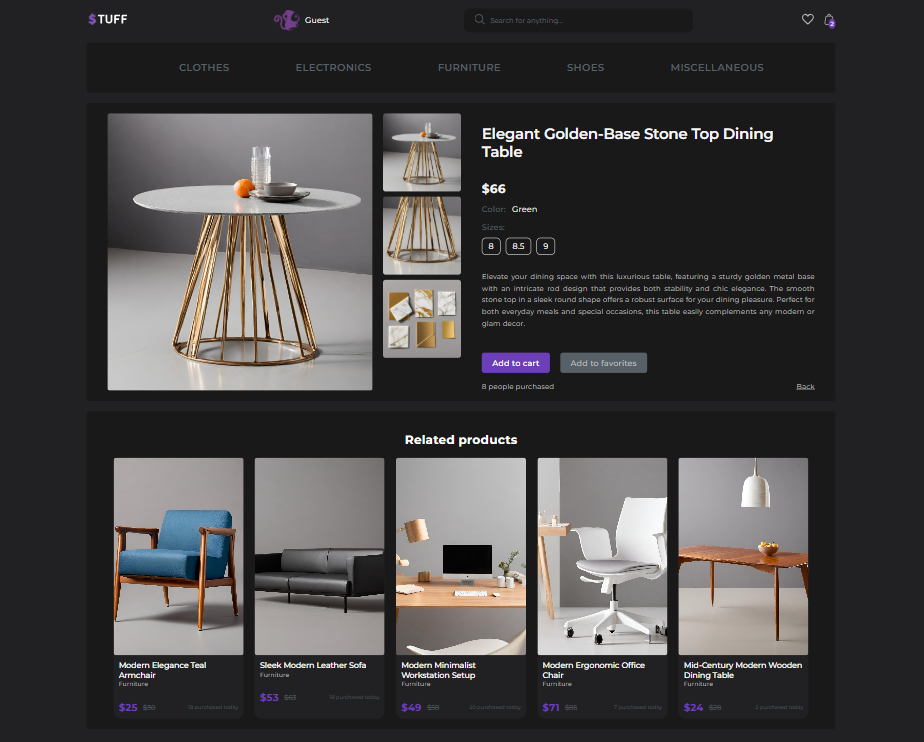 $TUFF
Guest
Search for anything...
2
CLOTHES ELECTRONICS FURNITURE SHOES MISCELLANEOUS
Elegant Golden-Base Stone Top Dining
Table
$66
Color: Green
Sizes:
8 8.5 9
Elevate your dining space with this luxurious table, featuring a sturdy golden metal base
with an intricate rod design that provides both stability and chic elegance. The smooth
stone top in a sleek round shape offers a robust surface for your dining pleasure. Perfect for
both everyday meals and special occasions, this table easily complements any modern or
glam decor.
Add to cart Add to favorites
8 people purchased Back
Related products
Modern Elegance Teal
Armchair
Furniture
$25 $30 18 purchased today
Sleek Modern Leather Sofa
Furniture
$53 $63 19 purchased today
Modern Minimalist
Workstation Setup
Furniture
$49 $58 20 purchased today
Modern Ergonomic Office
Chair
Furniture
$71 $85 7 purchased today
Mid-Century Modern Wooden
Dining Table
Furniture
$24 purchased today